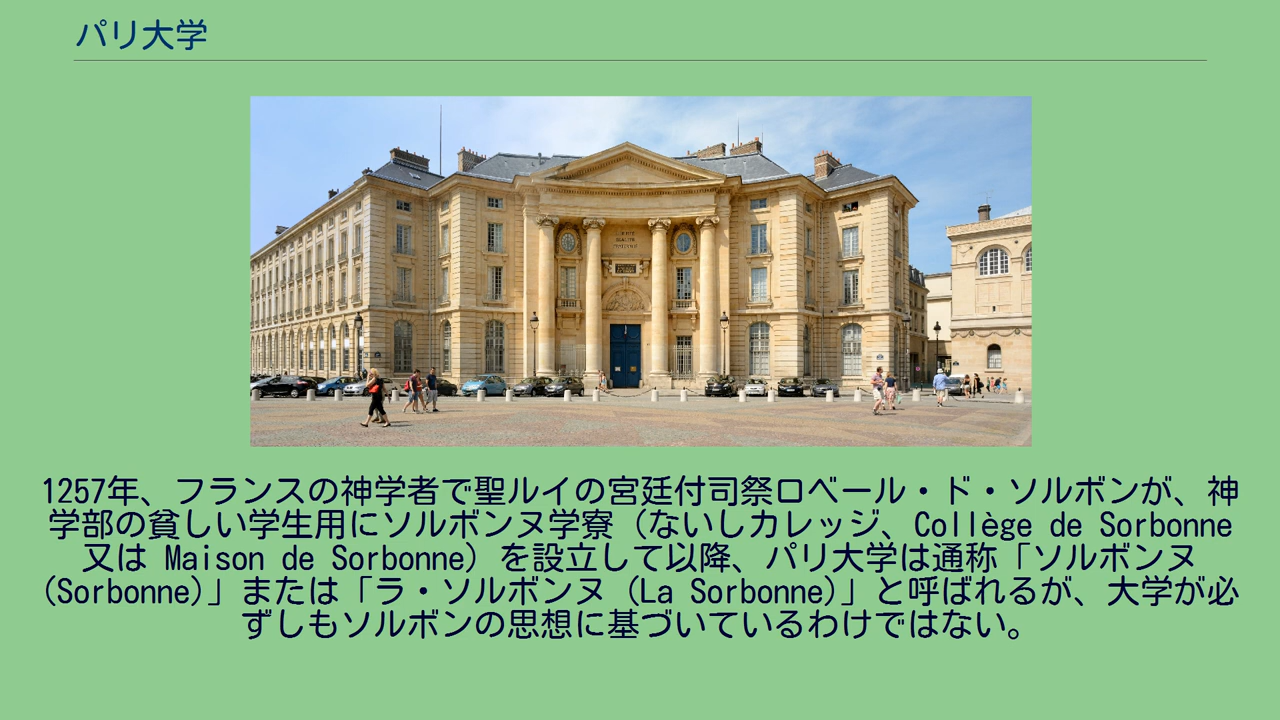 パリ大学
1257年、フランスの神学者で聖ルイの宮廷付司祭ロベール・ド・ソルボンが、神
学部の貧しい学生用にソルボンヌ学寮（ないしカレッジ、Collège de Sorbonne
又は Maison de Sorbonne）を設立して以降、パリ大学は通称「ソルボンヌ
(Sorbonne)」または「ラ・ソルボンヌ (La Sorbonne)」と呼ばれるが、大学が必
ずしもソルボンの思想に基づいているわけではない。